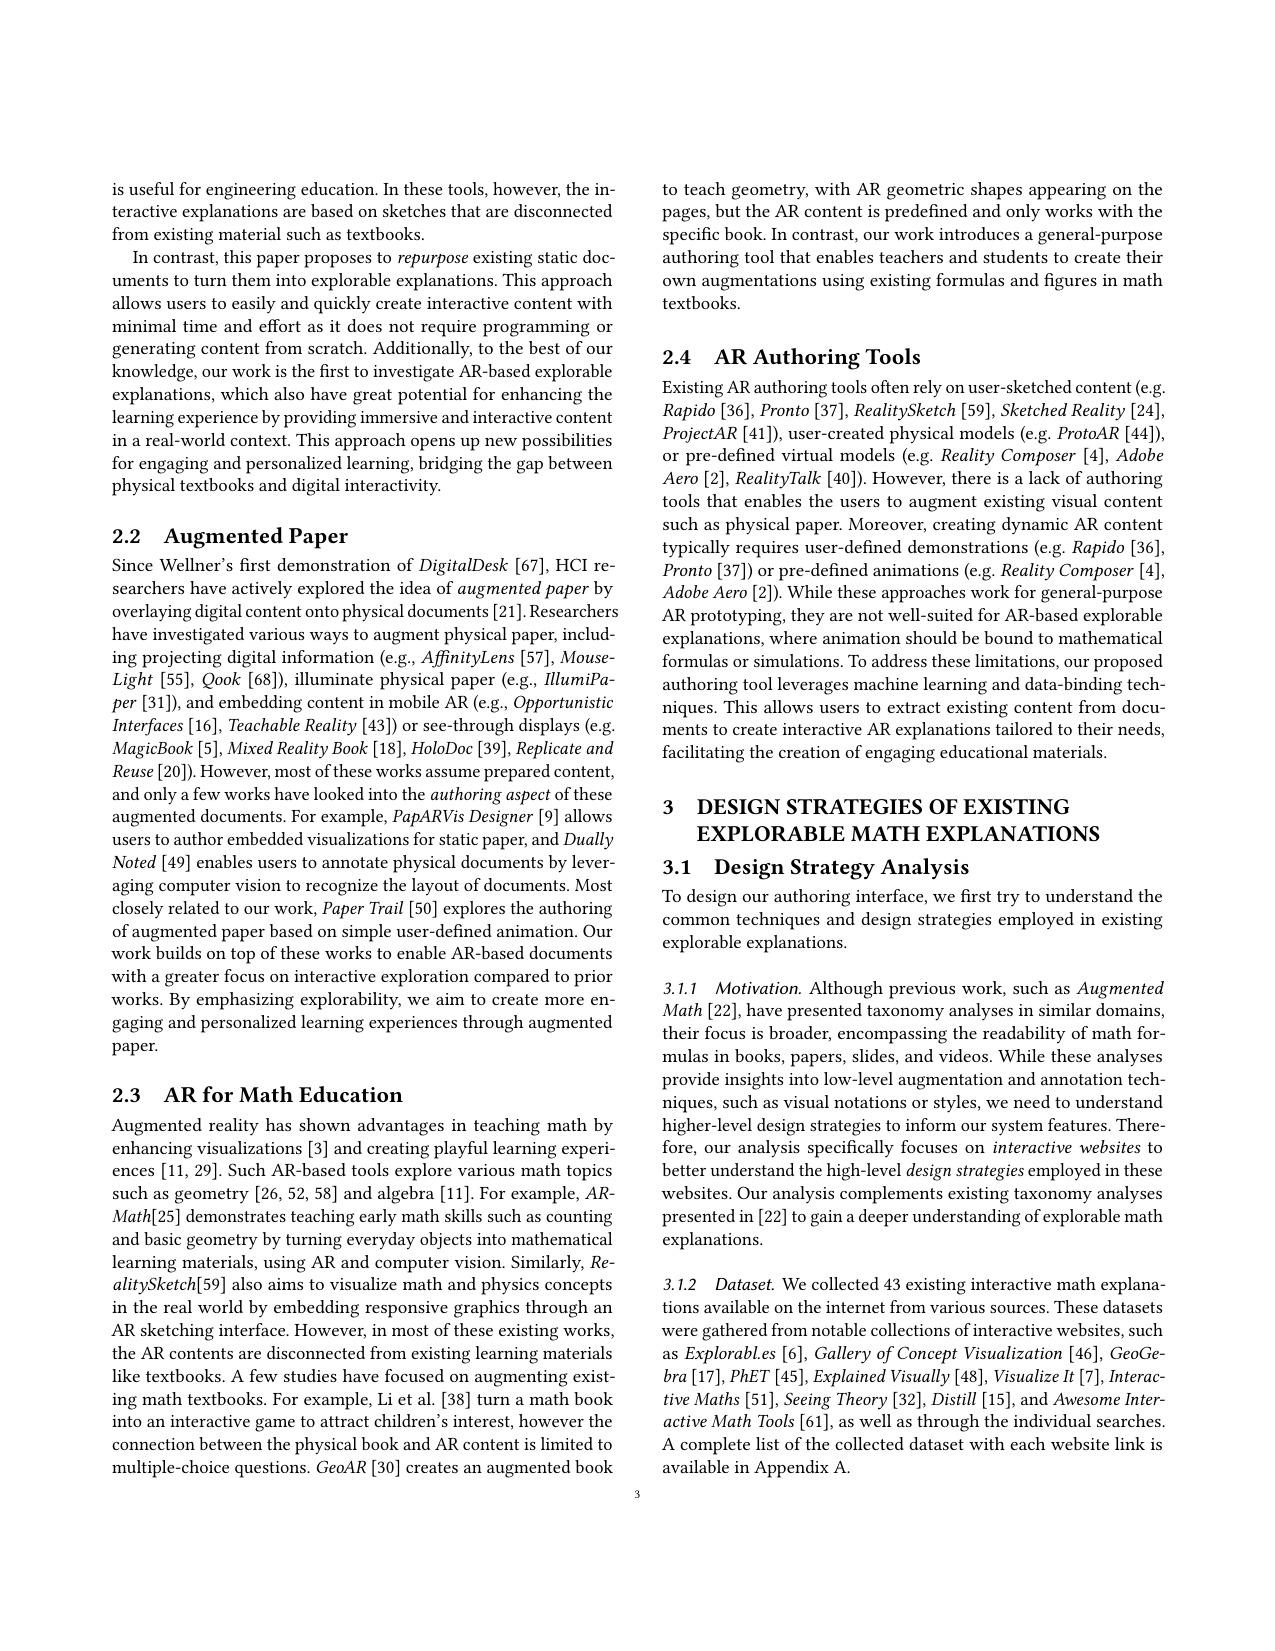 is useful for engineering education. In these tools, however, the in-
teractive explanations are based on sketches that are disconnected
from existing material such as textbooks.
In contrast, this paper proposes to repurpose existing static doc-
uments to turn them into explorable explanations. This approach
allows users to easily and quickly create interactive content with
minimal time and effort as it does not require programming or
generating content from scratch. Additionally, to the best of our
knowledge, our work is the first to investigate AR-based explorable
explanations, which also have great potential for enhancing the
learning experience by providing immersive and interactive content
in a real-world context. This approach opens up new possibilities
for engaging and personalized learning, bridging the gap between
physical textbooks and digital interactivity.
2.2 Augmented Paper
Since Wellner's first demonstration of DigitalDesk [67], HCI re-
searchers have actively explored the idea of augmented paper by
overlaying digital content onto physical documents [21]. Researchers
have investigated various ways to augment physical paper, includ-
ing projecting digital information (e.g., AffinityLens [57], Mouse-
Light [55], Qook [68]), illuminate physical paper (e.g., IllumiPa-
per [31]), and embedding content in mobile AR (e.g., Opportunistic
Interfaces [16], Teachable Reality [43]) or see-through displays (e.g.
MagicBook [5], Mixed Reality Book [18], HoloDoc [39], Replicate and
Reuse [20]). However, most of these works assume prepared content,
and only a few works have looked into the authoring aspect of these
augmented documents. For example, PapARVis Designer [9] allows
users to author embedded visualizations for static paper, and Dually
Noted [49] enables users to annotate physical documents by lever-
aging computer vision to recognize the layout of documents. Most
closely related to our work, Paper Trail [50] explores the authoring
of augmented paper based on simple user-defined animation. Our
work builds on top of these works to enable AR-based documents
with a greater focus on interactive exploration compared to prior
works. By emphasizing explorability, we aim to create more en-
gaging and personalized learning experiences through augmented
paper.
2.3 AR for Math Education
Augmented reality has shown advantages in teaching math by
enhancing visualizations [3] and creating playful learning experi-
ences [11, 29]. Such AR-based tools explore various math topics
such as geometry [26, 52, 58] and algebra [11]. For example, AR-
Math[25] demonstrates teaching early math skills such as counting
and basic geometry by turning everyday objects into mathematical
learning materials, using AR and computer vision. Similarly, Re-
alitySketch[59] also aims to visualize math and physics concepts
in the real world by embedding responsive graphics through an
AR sketching interface. However, in most of these existing works,
the AR contents are disconnected from existing learning materials
like textbooks. A few studies have focused on augmenting exist-
ing math textbooks. For example, Li et al. [38] turn a math book
into an interactive game to attract children's interest, however the
connection between the physical book and AR content is limited to
multiple-choice questions. GeoAR [30] creates an augmented book
to teach geometry, with AR geometric shapes appearing on the
pages, but the AR content is predefined and only works with the
specific book. In contrast, our work introduces a general-purpose
authoring tool that enables teachers and students to create their
own augmentations using existing formulas and figures in math
textbooks.
2.4 AR Authoring Tools
Existing AR authoring tools often rely on user-sketched content (e.g.
Rapido [36], Pronto [37], RealitySketch [59], Sketched Reality [24],
ProjectAR [41]), user-created physical models (e.g. ProtoAR [44]),
or pre-defined virtual models (e.g. Reality Composer [4], Adobe
Aero [2], RealityTalk [40]). However, there is a lack of authoring
tools that enables the users to augment existing visual content
such as physical paper. Moreover, creating dynamic AR content
typically requires user-defined demonstrations (e.g. Rapido [36],
Pronto [37]) or pre-defined animations (e.g. Reality Composer [4],
Adobe Aero [2]). While these approaches work for general-purpose
AR prototyping, they are not well-suited for AR-based explorable
explanations, where animation should be bound to mathematical
formulas or simulations. To address these limitations, our proposed
authoring tool leverages machine learning and data-binding tech-
niques. This allows users to extract existing content from docu-
ments to create interactive AR explanations tailored to their needs,
facilitating the creation of engaging educational materials.
3 DESIGN STRATEGIES OF EXISTING
EXPLORABLE MATH EXPLANATIONS
3.1 Design Strategy Analysis
To design our authoring interface, we first try to understand the
common techniques and design strategies employed in existing
explorable explanations.
3.1.1 Motivation. Although previous work, such as Augmented
Math [22], have presented taxonomy analyses in similar domains,
their focus is broader, encompassing the readability of math for-
mulas in books, papers, slides, and videos. While these analyses
provide insights into low-level augmentation and annotation tech-
niques, such as visual notations or styles, we need to understand
higher-level design strategies to inform our system features. There-
fore, our analysis specifically focuses on interactive websites to
better understand the high-level design strategies employed in these
websites. Our analysis complements existing taxonomy analyses
presented in [22] to gain a deeper understanding of explorable math
explanations.
3.1.2 Dataset. We collected 43 existing interactive math explana-
tions available on the internet from various sources. These datasets
were gathered from notable collections of interactive websites, such
as Explorabl.es [6], Gallery of Concept Visualization [46], GeoGe-
bra [17], PhET [45], Explained Visually [48], Visualize It [7], Interac-
tive Maths [51], Seeing Theory [32], Distill [15], and Awesome Inter-
active Math Tools [61], as well as through the individual searches.
A complete list of the collected dataset with each website link is
available in Appendix A.
3